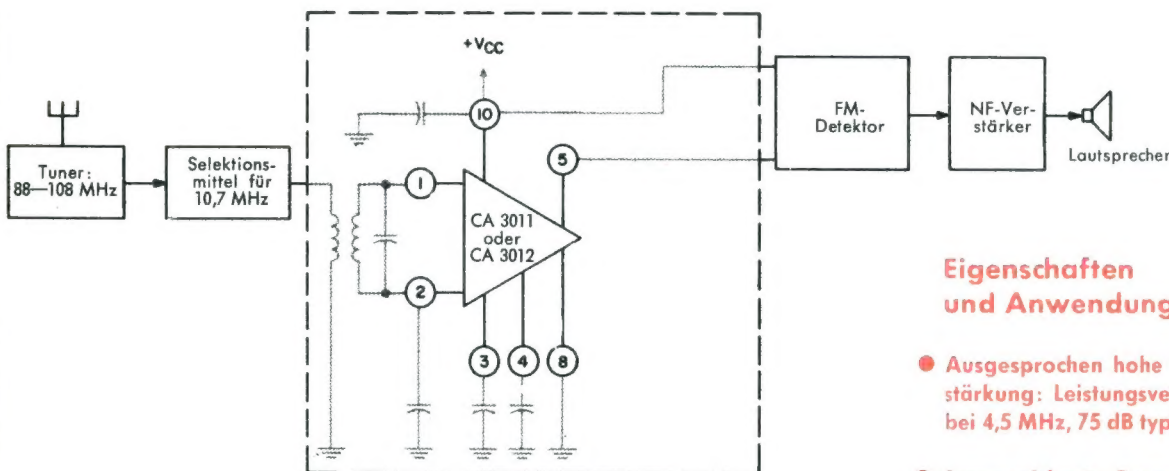 +VCC
10
Tuner:
88—108 MHz
Selektions-
mittel für
10,7 MHz
1
2
CA 3011
oder
CA 3012
5
3
4
8
FM-
Detektor
NF-Ver-
stärker
Lautsprecher
Eigenschaften
und Anwendung
● Ausgesprochen hohe
stärkung: Leistungsve
bei 4,5 MHz, 75 dB typ